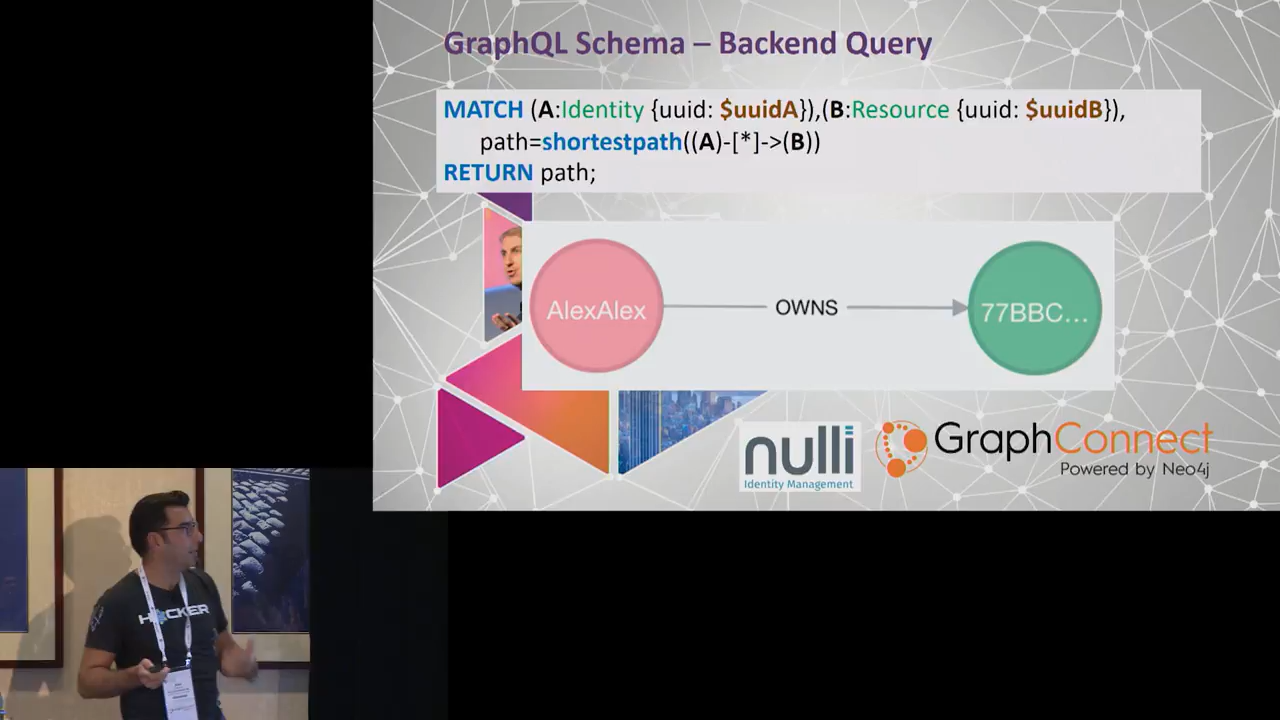 GraphQL Schema – Backend Query
MATCH (A:Identity {uuid: $uuidA}),(B:Resource {uuid: $uuidB}),
path=shortestpath((A)-[*]->(B))
RETURN path;
AlexAlex
OWNS
77BBC...
nulli
Identity Management
GraphConnect
Powered by Neo4j
HACKER